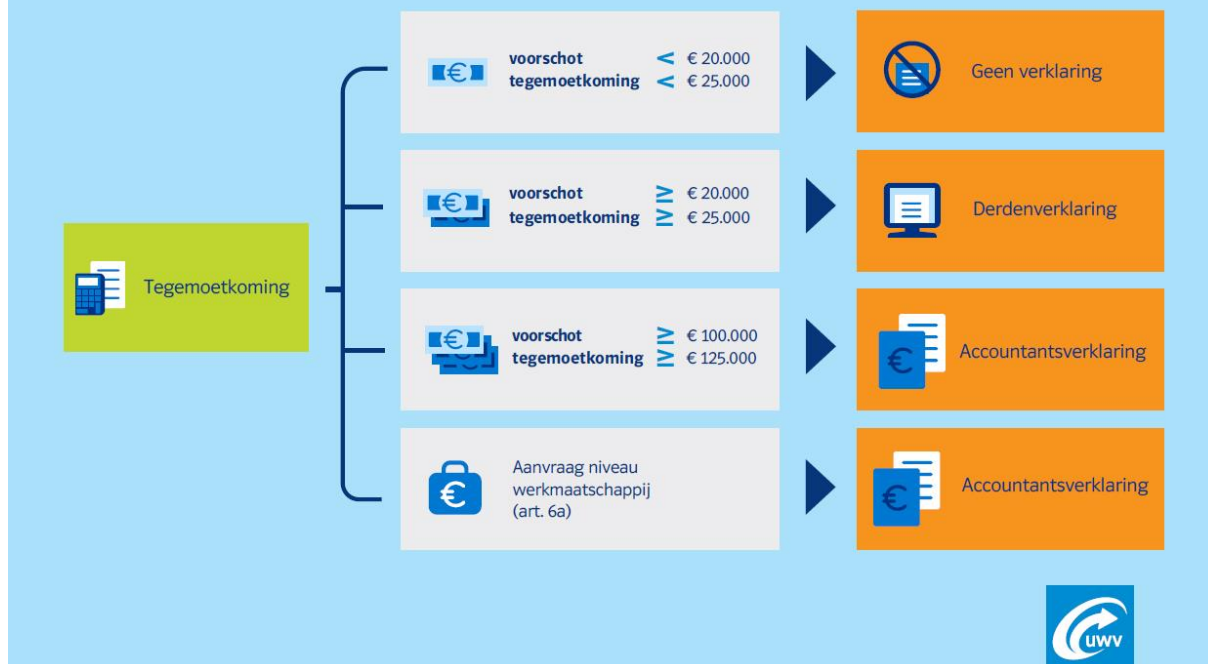 voorschot < € 20.000
tegemoetkoming < € 25.000
Geen verklaring
voorschot ≥ € 20.000
tegemoetkoming ≥ € 25.000
Derdenverklaring
Tegemoetkoming
voorschot ≥ € 100.000
tegemoetkoming ≥ € 125.000
Accountantsverklaring
Aanvraag niveau
werkmaatschappij
(art. 6a)
Accountantsverklaring
UWV